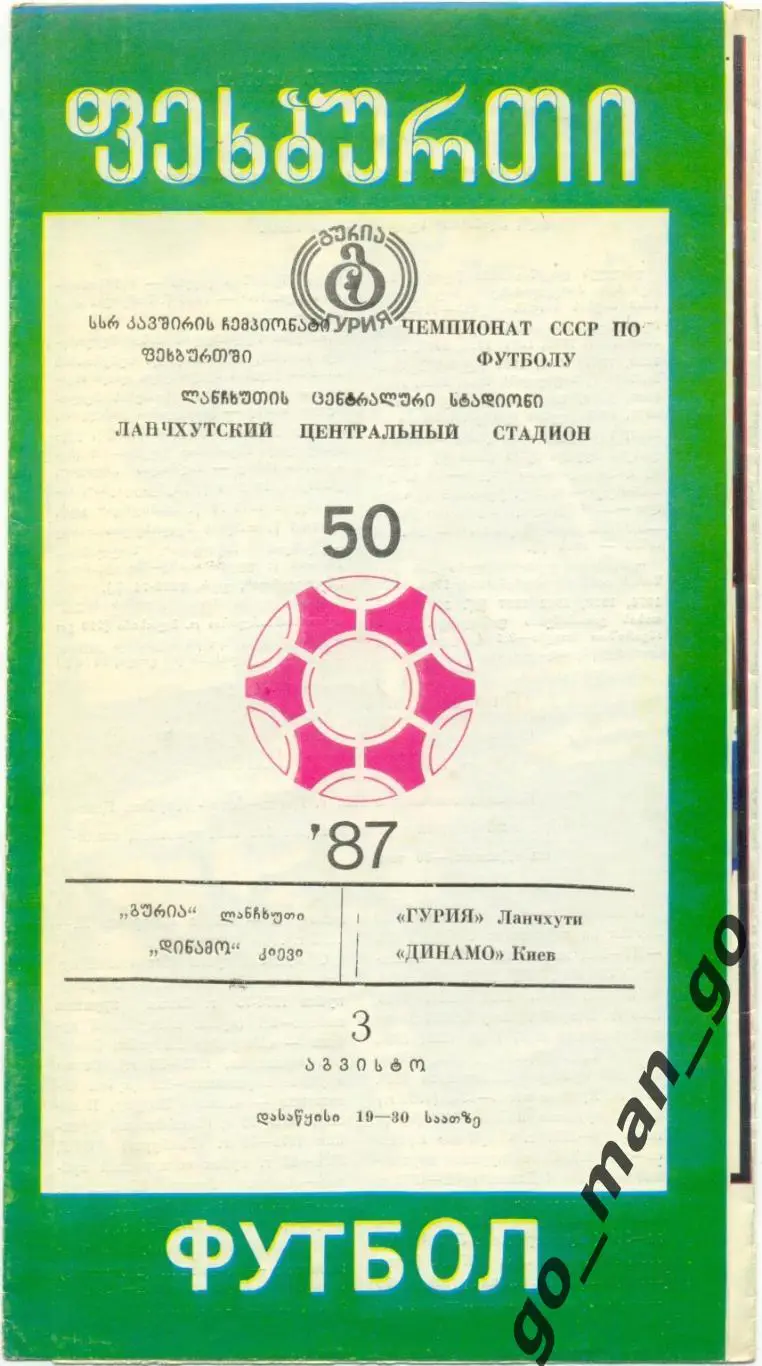 ფეხბურთი
გურია
ГУРИЯ
სსრ კავშირის ჩემპიონატი ЧЕМПИОНАТ СССР ПО
ფეხბურთში ФУТБОЛУ
ლანჩხუთის ცენტრალური სტადიონი
ЛАНЧХУТСКИЙ ЦЕНТРАЛЬНЫЙ СТАДИОН
50
'87
„გურია“ ლანჩხუთი «ГУРИЯ» Ланчхути
„დინამო“ კიევი «ДИНАМО» Киев
3
აგვისტო
დასაწყისი 19—30 საათზე
ФУТБОЛ
go_man_go